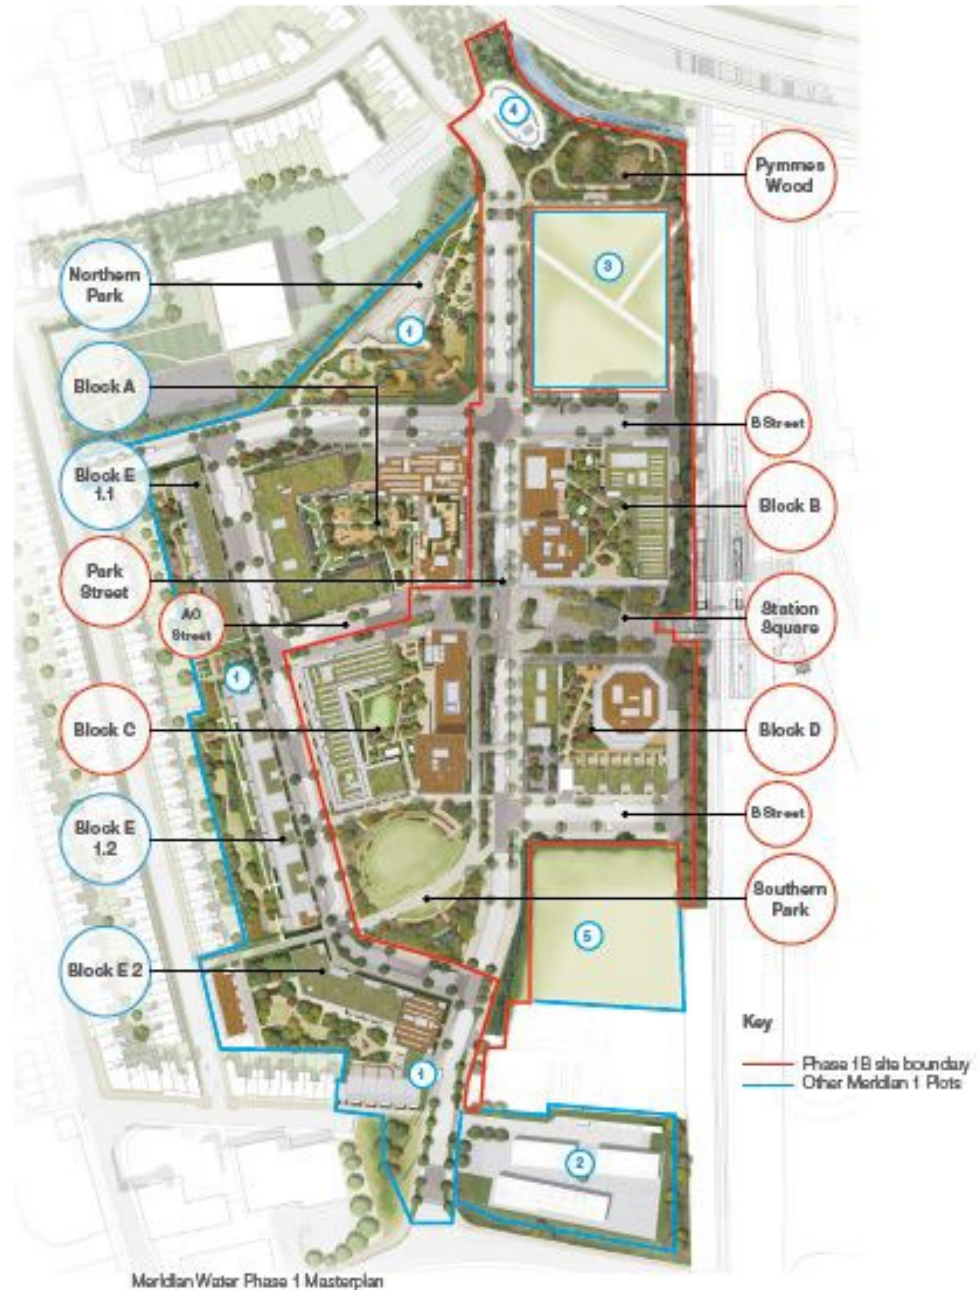 4
Pymmes
Wood
Northern
Park
3
1
Block A
B Street
Block E
1.1
Block B
Park
Street
AC
Street
Station
Square
1
Block C
Block D
Block E
1.2
B Street
Southern
Park
5
Block E 2
Key
Phase 1B site boundary
Other Meridian 1 Plots
1
2
Meridian Water Phase 1 Masterplan